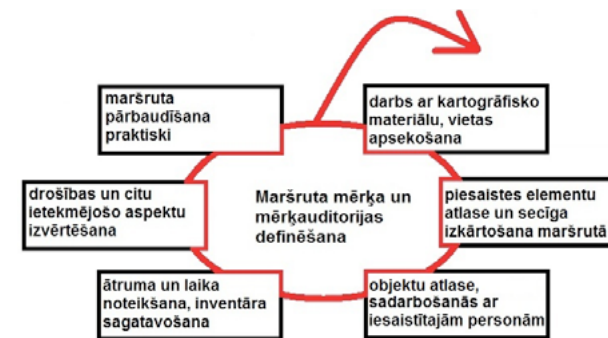 maršruta
pārbaudīšana
praktiski
darbs ar kartogrāfisko
materiālu, vietas
apsekošana
drošības un citu
ietekmējošo aspektu
izvērtēšana
Maršruta mērķa un
mērķauditorijas
definēšana
piesaistes elementu
atlase un secīga
izkārtošana maršrutā
ātruma un laika
noteikšana, inventāra
sagatavošana
objektu atlase,
sadarbošanās ar
iesaistītajām personām